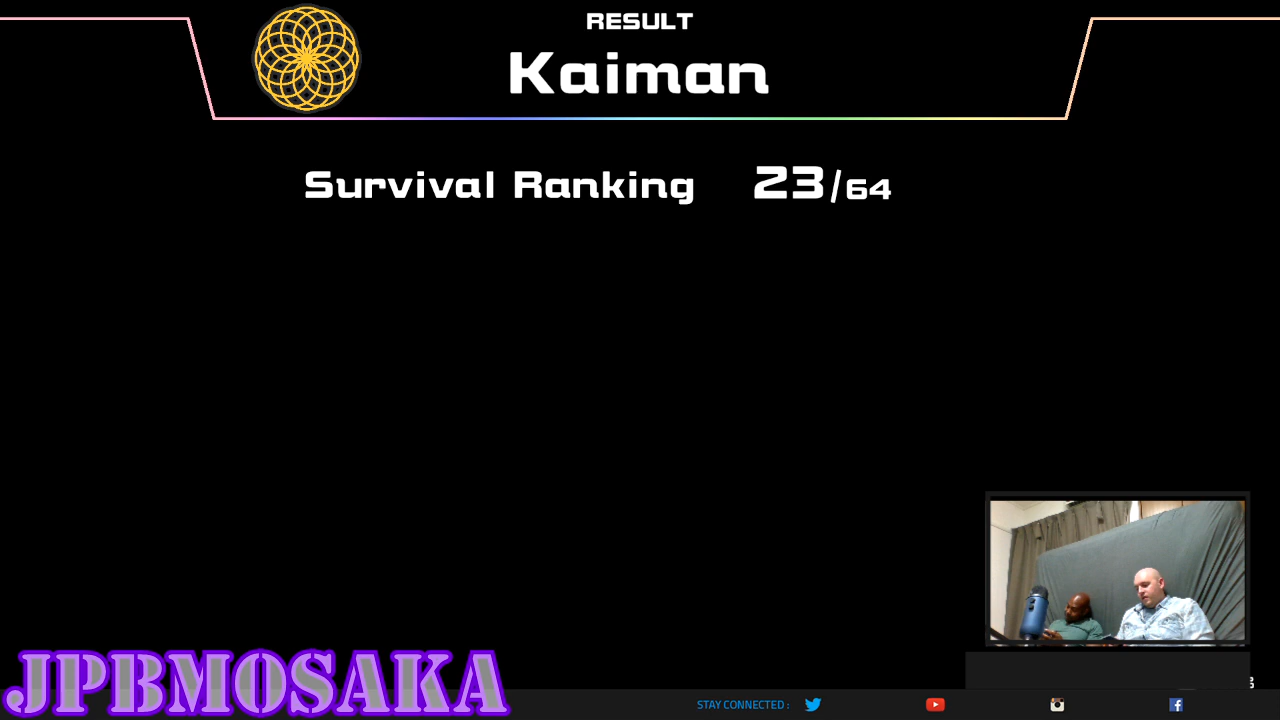 RESULT
Kaiman
Survival Ranking 23/64
JPBMOSAKA
STAY CONNECTED :